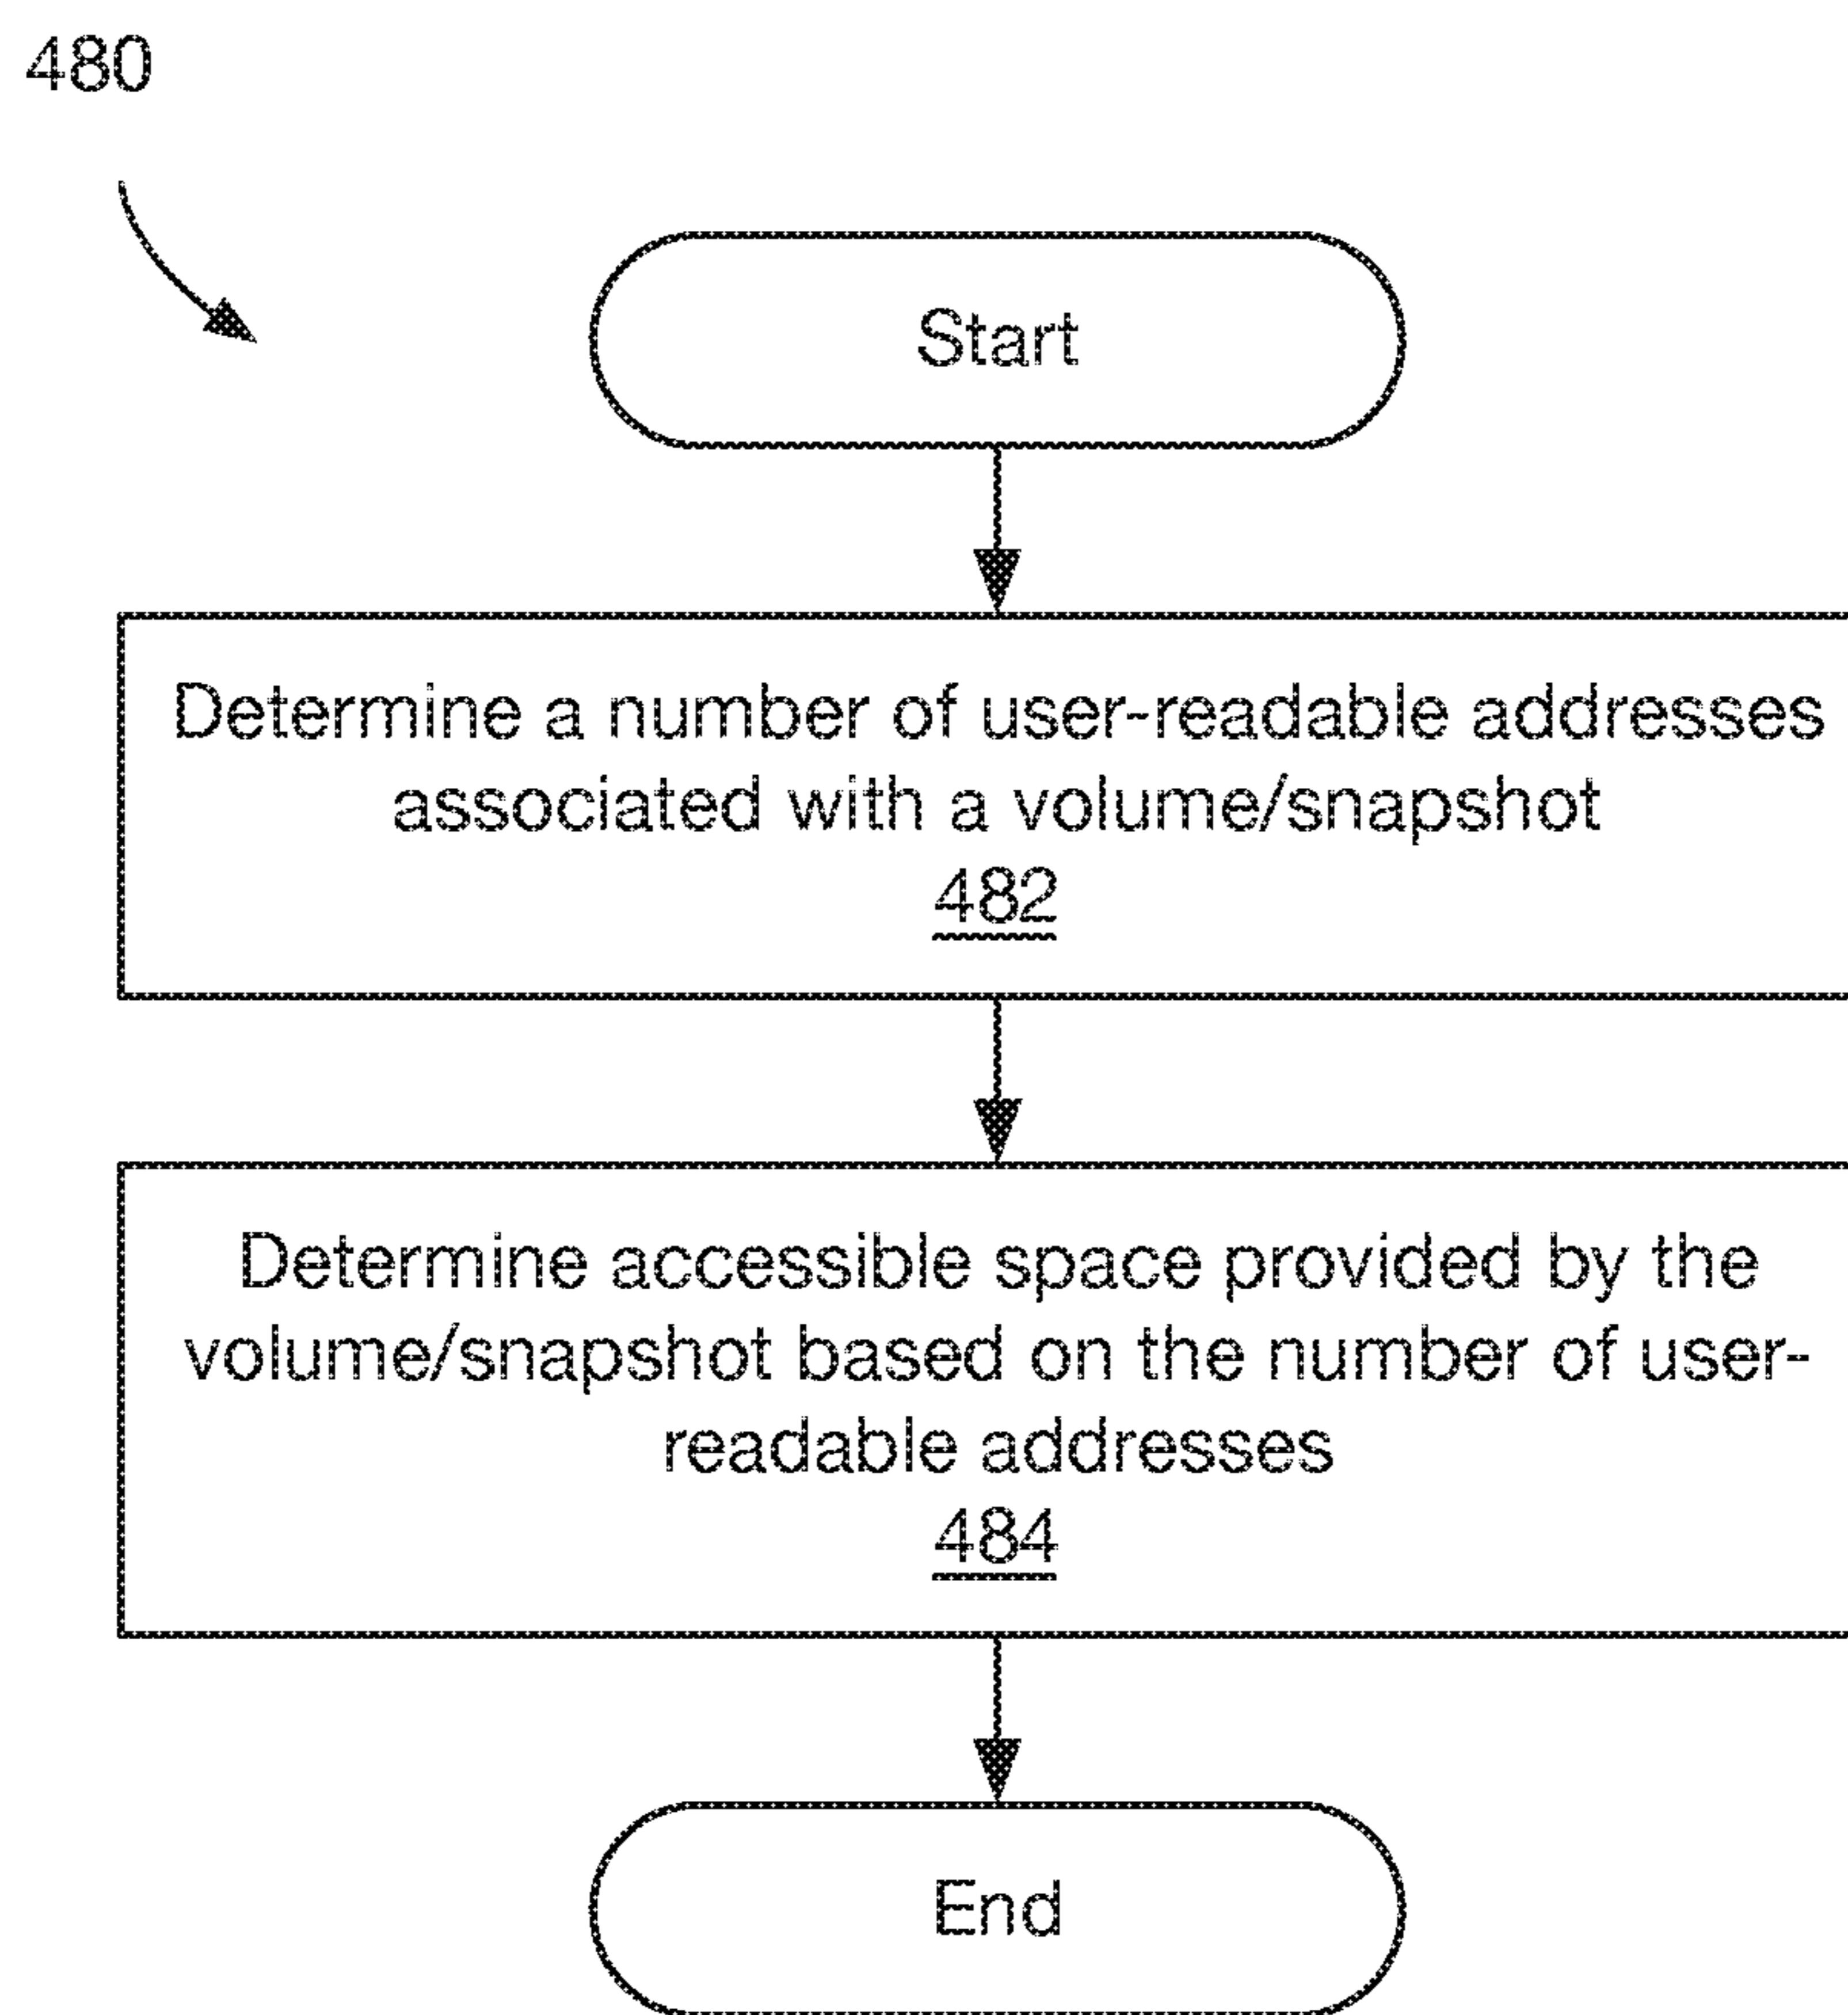 480
Start
Determine a number of user-readable addresses
associated with a volume/snapshot
482
Determine accessible space provided by the
volume/snapshot based on the number of user-
readable addresses
484
End